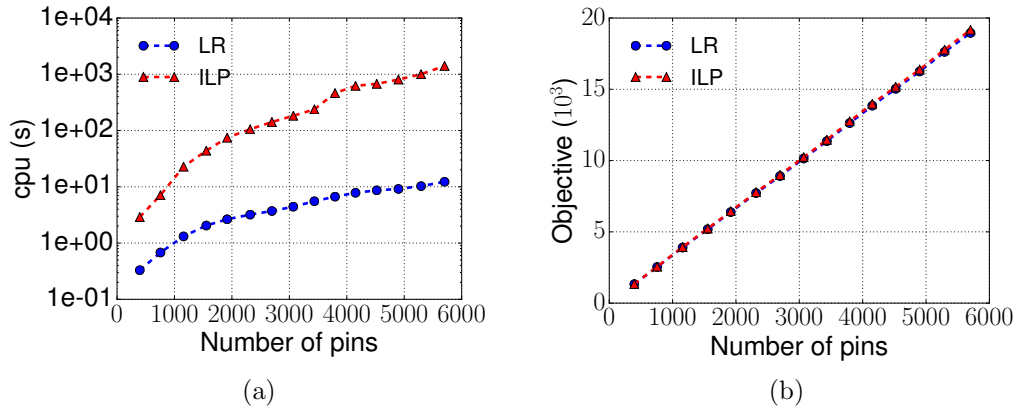 1e+04
1e+03
1e+02
1e+01
1e+00
1e-01
cpu (s)
LR
ILP
0 1000 2000 3000 4000 5000 6000
Number of pins
(a)
20
15
10
5
0
Objective (10³)
LR
ILP
0 1000 2000 3000 4000 5000 6000
Number of pins
(b)